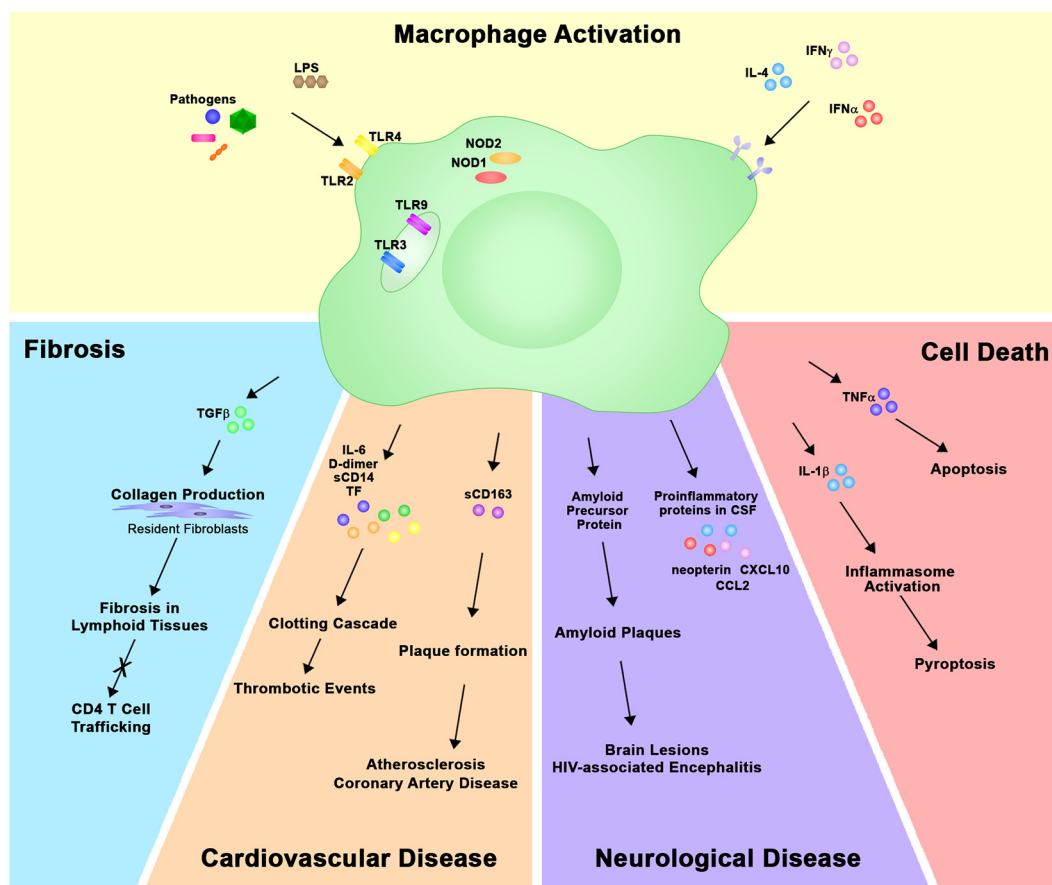 Macrophage Activation
LPS
Pathogens
TLR4
TLR2
NOD2
NOD1
TLR9
TLR3
IL-4
IFNγ
IFNα
Fibrosis
TGFβ
Collagen Production
Resident Fibroblasts
Fibrosis in
Lymphoid Tissues
X
CD4 T Cell
Trafficking
IL-6
D-dimer
sCD14
TF
Clotting Cascade
Thrombotic Events
sCD163
Plaque formation
Atherosclerosis
Coronary Artery Disease
Cardiovascular Disease
Amyloid
Precursor
Protein
Amyloid Plaques
Proinflammatory
proteins in CSF
neopterin CXCL10
CCL2
Brain Lesions
HIV-associated Encephalitis
Neurological Disease
Cell Death
TNFα
Apoptosis
IL-1β
Inflammasome
Activation
Pyroptosis